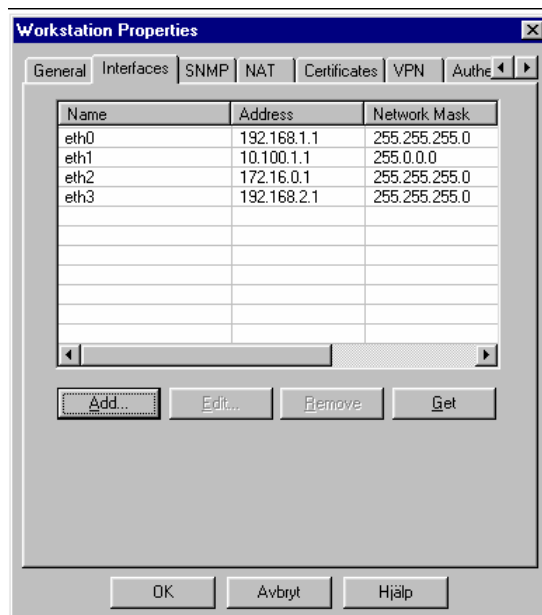 Workstation Properties
General Interfaces SNMP NAT Certificates VPN Authe
Name Address Network Mask
eth0 192.168.1.1 255.255.255.0
eth1 10.100.1.1 255.0.0.0
eth2 172.16.0.1 255.255.255.0
eth3 192.168.2.1 255.255.255.0
Add... Edit... Remove Get
OK Avbryt Hjälp